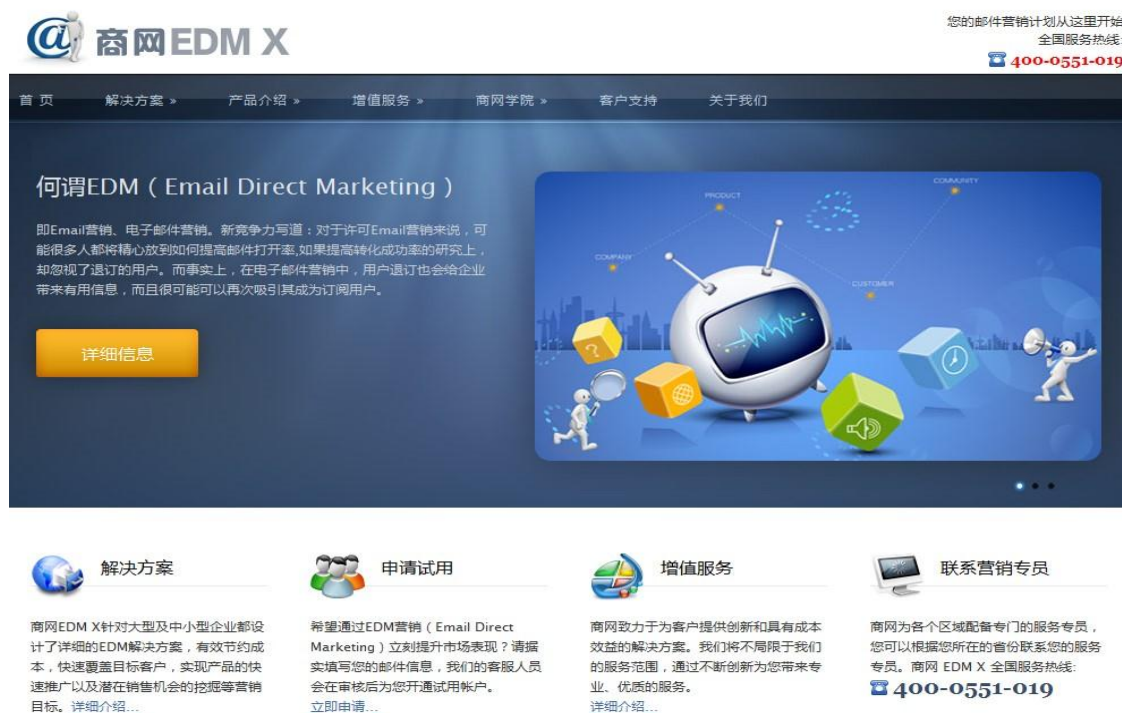 商网EDM X
您的邮件营销计划从这里开始
全国服务热线:
400-0551-019
首 页 解决方案 » 产品介绍 » 增值服务 » 商网学院 » 客户支持 关于我们
何谓EDM ( Email Direct Marketing )
即Email营销、电子邮件营销。新竞争力写道：对于许可Email营销来说，可
能很多人都将精心放到如何提高邮件打开率,如果提高转化成功率的研究上，
却忽视了退订的用户。而事实上，在电子邮件营销中，用户退订也会给企业
带来有用信息，而且很可能可以再次吸引其成为订阅用户。
详细信息
PRODUCT
COMMUNITY
COMPANY
CUSTOMER
?
解决方案
商网EDM X针对大型及中小型企业都设
计了详细的EDM解决方案，有效节约成
本，快速覆盖目标客户，实现产品的快
速推广以及潜在销售机会的挖掘等营销
目标。详细介绍...
申请试用
希望通过EDM营销 ( Email Direct
Marketing ) 立刻提升市场表现？请据
实填写您的邮件信息，我们的客服人员
会在审核后为您开通试用帐户。
立即申请...
增值服务
商网致力于为客户提供创新和具有成本
效益的解决方案。我们将不局限于我们
的服务范围，通过不断创新为您带来专
业、优质的服务。
详细介绍...
联系营销专员
商网为各个区域配备专门的服务专员，
您可以根据您所在的省份联系您的服务
专员。商网 EDM X 全国服务热线:
400-0551-019